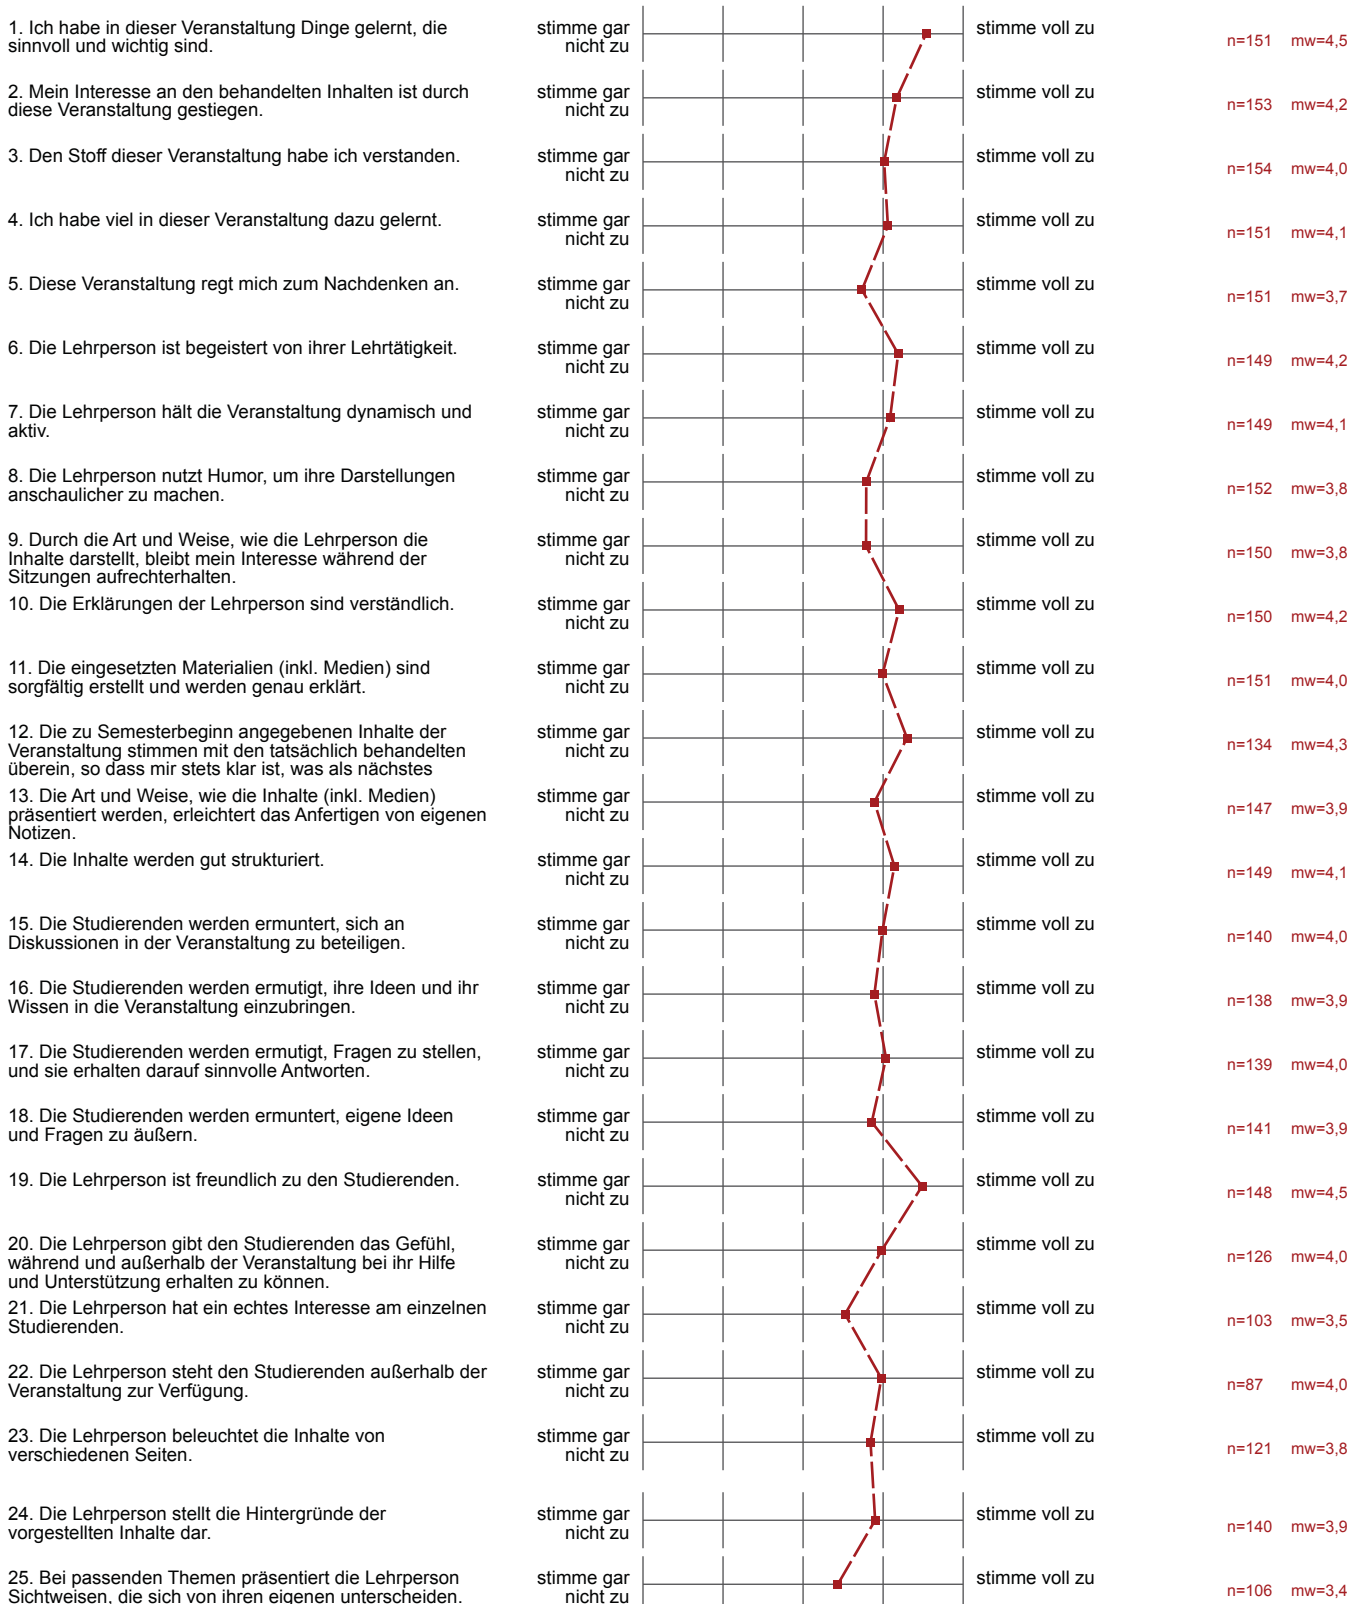 1. Ich habe in dieser Veranstaltung Dinge gelernt, die
sinnvoll und wichtig sind.
stimme gar
nicht zu
stimme voll zu
n=151 mw=4,5
2. Mein Interesse an den behandelten Inhalten ist durch
diese Veranstaltung gestiegen.
stimme gar
nicht zu
stimme voll zu
n=153 mw=4,2
3. Den Stoff dieser Veranstaltung habe ich verstanden.
stimme gar
nicht zu
stimme voll zu
n=154 mw=4,0
4. Ich habe viel in dieser Veranstaltung dazu gelernt.
stimme gar
nicht zu
stimme voll zu
n=151 mw=4,1
5. Diese Veranstaltung regt mich zum Nachdenken an.
stimme gar
nicht zu
stimme voll zu
n=151 mw=3,7
6. Die Lehrperson ist begeistert von ihrer Lehrtätigkeit.
stimme gar
nicht zu
stimme voll zu
n=149 mw=4,2
7. Die Lehrperson hält die Veranstaltung dynamisch und
aktiv.
stimme gar
nicht zu
stimme voll zu
n=149 mw=4,1
8. Die Lehrperson nutzt Humor, um ihre Darstellungen
anschaulicher zu machen.
stimme gar
nicht zu
stimme voll zu
n=152 mw=3,8
9. Durch die Art und Weise, wie die Lehrperson die
Inhalte darstellt, bleibt mein Interesse während der
Sitzungen aufrechterhalten.
stimme gar
nicht zu
stimme voll zu
n=150 mw=3,8
10. Die Erklärungen der Lehrperson sind verständlich.
stimme gar
nicht zu
stimme voll zu
n=150 mw=4,2
11. Die eingesetzten Materialien (inkl. Medien) sind
sorgfältig erstellt und werden genau erklärt.
stimme gar
nicht zu
stimme voll zu
n=151 mw=4,0
12. Die zu Semesterbeginn angegebenen Inhalte der
Veranstaltung stimmen mit den tatsächlich behandelten
überein, so dass mir stets klar ist, was als nächstes
stimme gar
nicht zu
stimme voll zu
n=134 mw=4,3
13. Die Art und Weise, wie die Inhalte (inkl. Medien)
präsentiert werden, erleichtert das Anfertigen von eigenen
Notizen.
stimme gar
nicht zu
stimme voll zu
n=147 mw=3,9
14. Die Inhalte werden gut strukturiert.
stimme gar
nicht zu
stimme voll zu
n=149 mw=4,1
15. Die Studierenden werden ermuntert, sich an
Diskussionen in der Veranstaltung zu beteiligen.
stimme gar
nicht zu
stimme voll zu
n=140 mw=4,0
16. Die Studierenden werden ermutigt, ihre Ideen und ihr
Wissen in die Veranstaltung einzubringen.
stimme gar
nicht zu
stimme voll zu
n=138 mw=3,9
17. Die Studierenden werden ermutigt, Fragen zu stellen,
und sie erhalten darauf sinnvolle Antworten.
stimme gar
nicht zu
stimme voll zu
n=139 mw=4,0
18. Die Studierenden werden ermuntert, eigene Ideen
und Fragen zu äußern.
stimme gar
nicht zu
stimme voll zu
n=141 mw=3,9
19. Die Lehrperson ist freundlich zu den Studierenden.
stimme gar
nicht zu
stimme voll zu
n=148 mw=4,5
20. Die Lehrperson gibt den Studierenden das Gefühl,
während und außerhalb der Veranstaltung bei ihr Hilfe
und Unterstützung erhalten zu können.
stimme gar
nicht zu
stimme voll zu
n=126 mw=4,0
21. Die Lehrperson hat ein echtes Interesse am einzelnen
Studierenden.
stimme gar
nicht zu
stimme voll zu
n=103 mw=3,5
22. Die Lehrperson steht den Studierenden außerhalb der
Veranstaltung zur Verfügung.
stimme gar
nicht zu
stimme voll zu
n=87 mw=4,0
23. Die Lehrperson beleuchtet die Inhalte von
verschiedenen Seiten.
stimme gar
nicht zu
stimme voll zu
n=121 mw=3,8
24. Die Lehrperson stellt die Hintergründe der
vorgestellten Inhalte dar.
stimme gar
nicht zu
stimme voll zu
n=140 mw=3,9
25. Bei passenden Themen präsentiert die Lehrperson
Sichtweisen, die sich von ihren eigenen unterscheiden.
stimme gar
nicht zu
stimme voll zu
n=106 mw=3,4